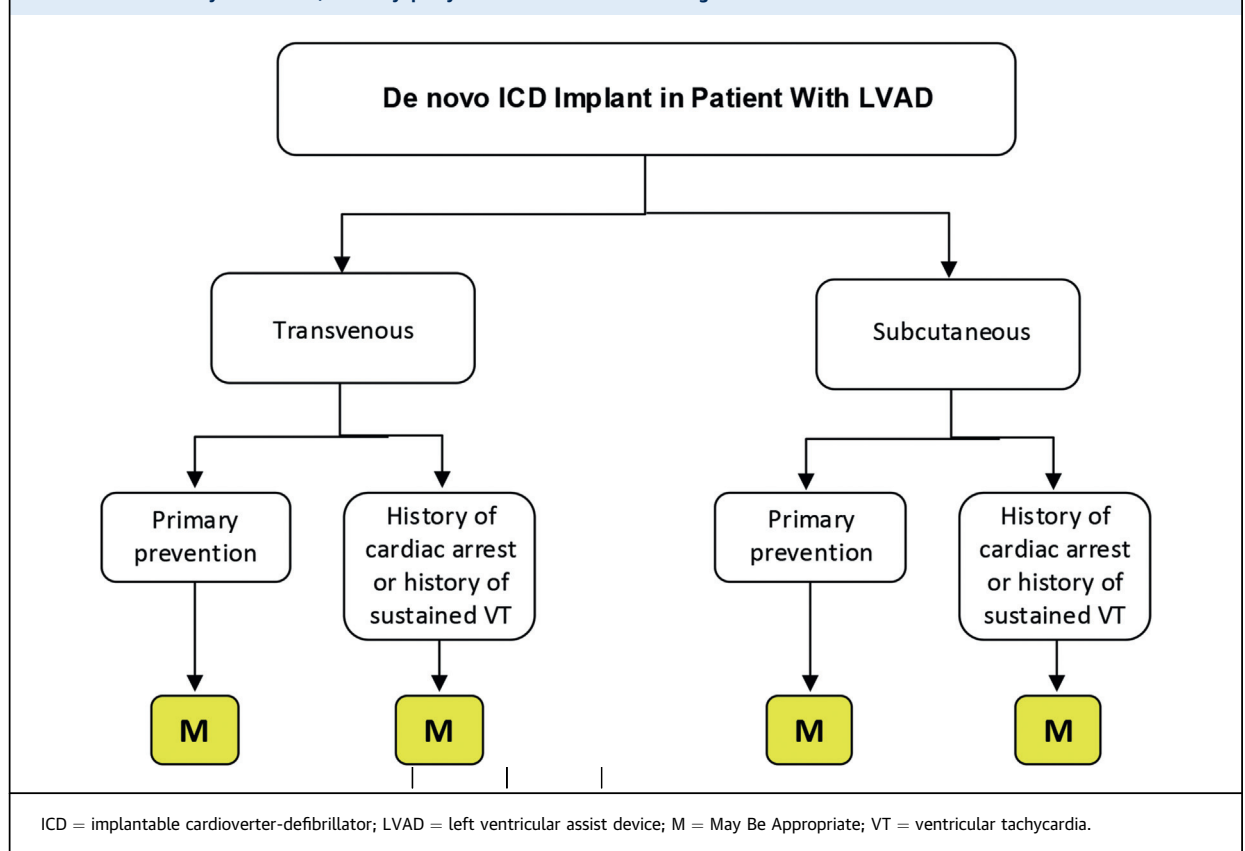 De novo ICD Implant in Patient With LVAD
Transvenous
Subcutaneous
Primary
prevention
History of
cardiac arrest
or history of
sustained VT
Primary
prevention
History of
cardiac arrest
or history of
sustained VT
M
M
M
M
ICD = implantable cardioverter-defibrillator; LVAD = left ventricular assist device; M = May Be Appropriate; VT = ventricular tachycardia.